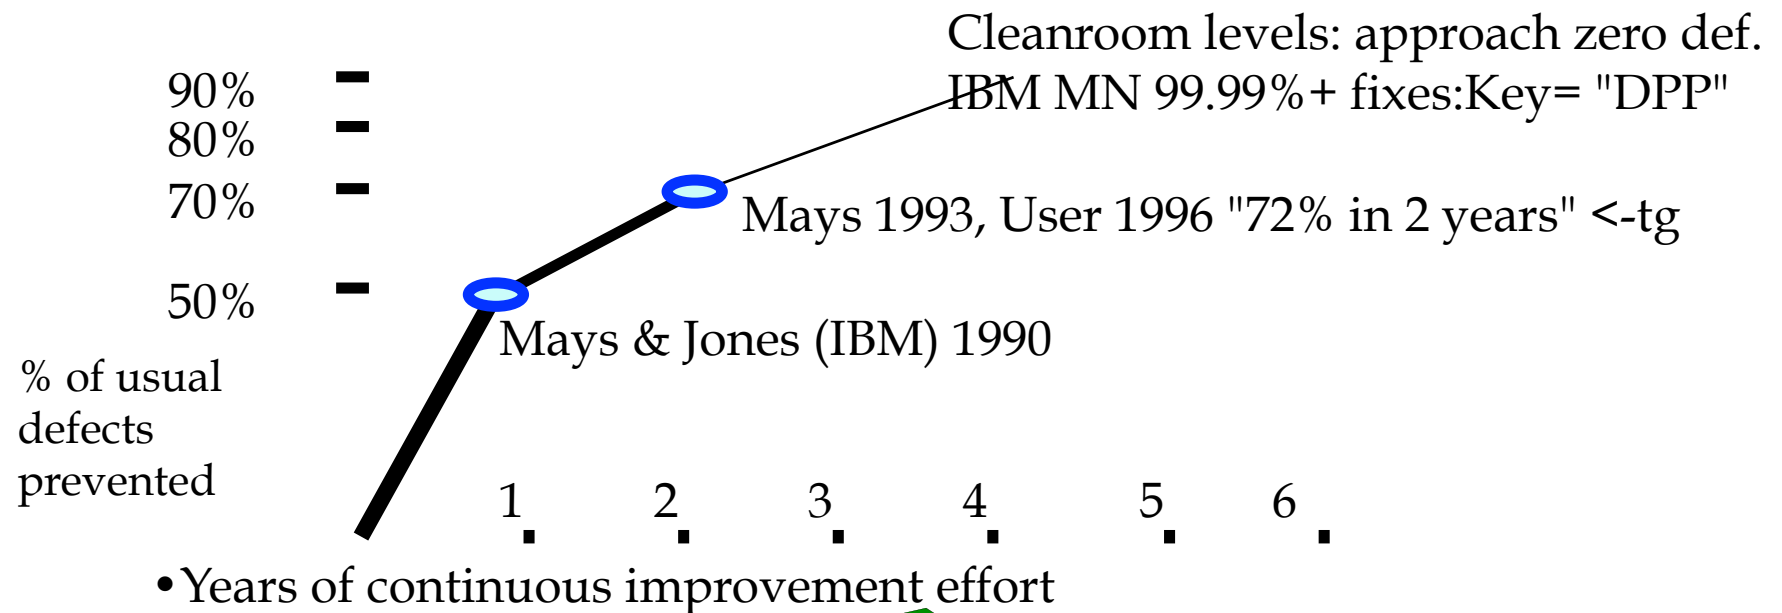 Cleanroom levels: approach zero def.
IBM MN 99.99%+ fixes:Key= "DPP"
90%
80%
70%
Mays 1993, User 1996 "72% in 2 years" <-tg
50%
Mays & Jones (IBM) 1990
% of usual
defects
prevented
1 2 3 4 5 6
•Years of continuous improvement effort